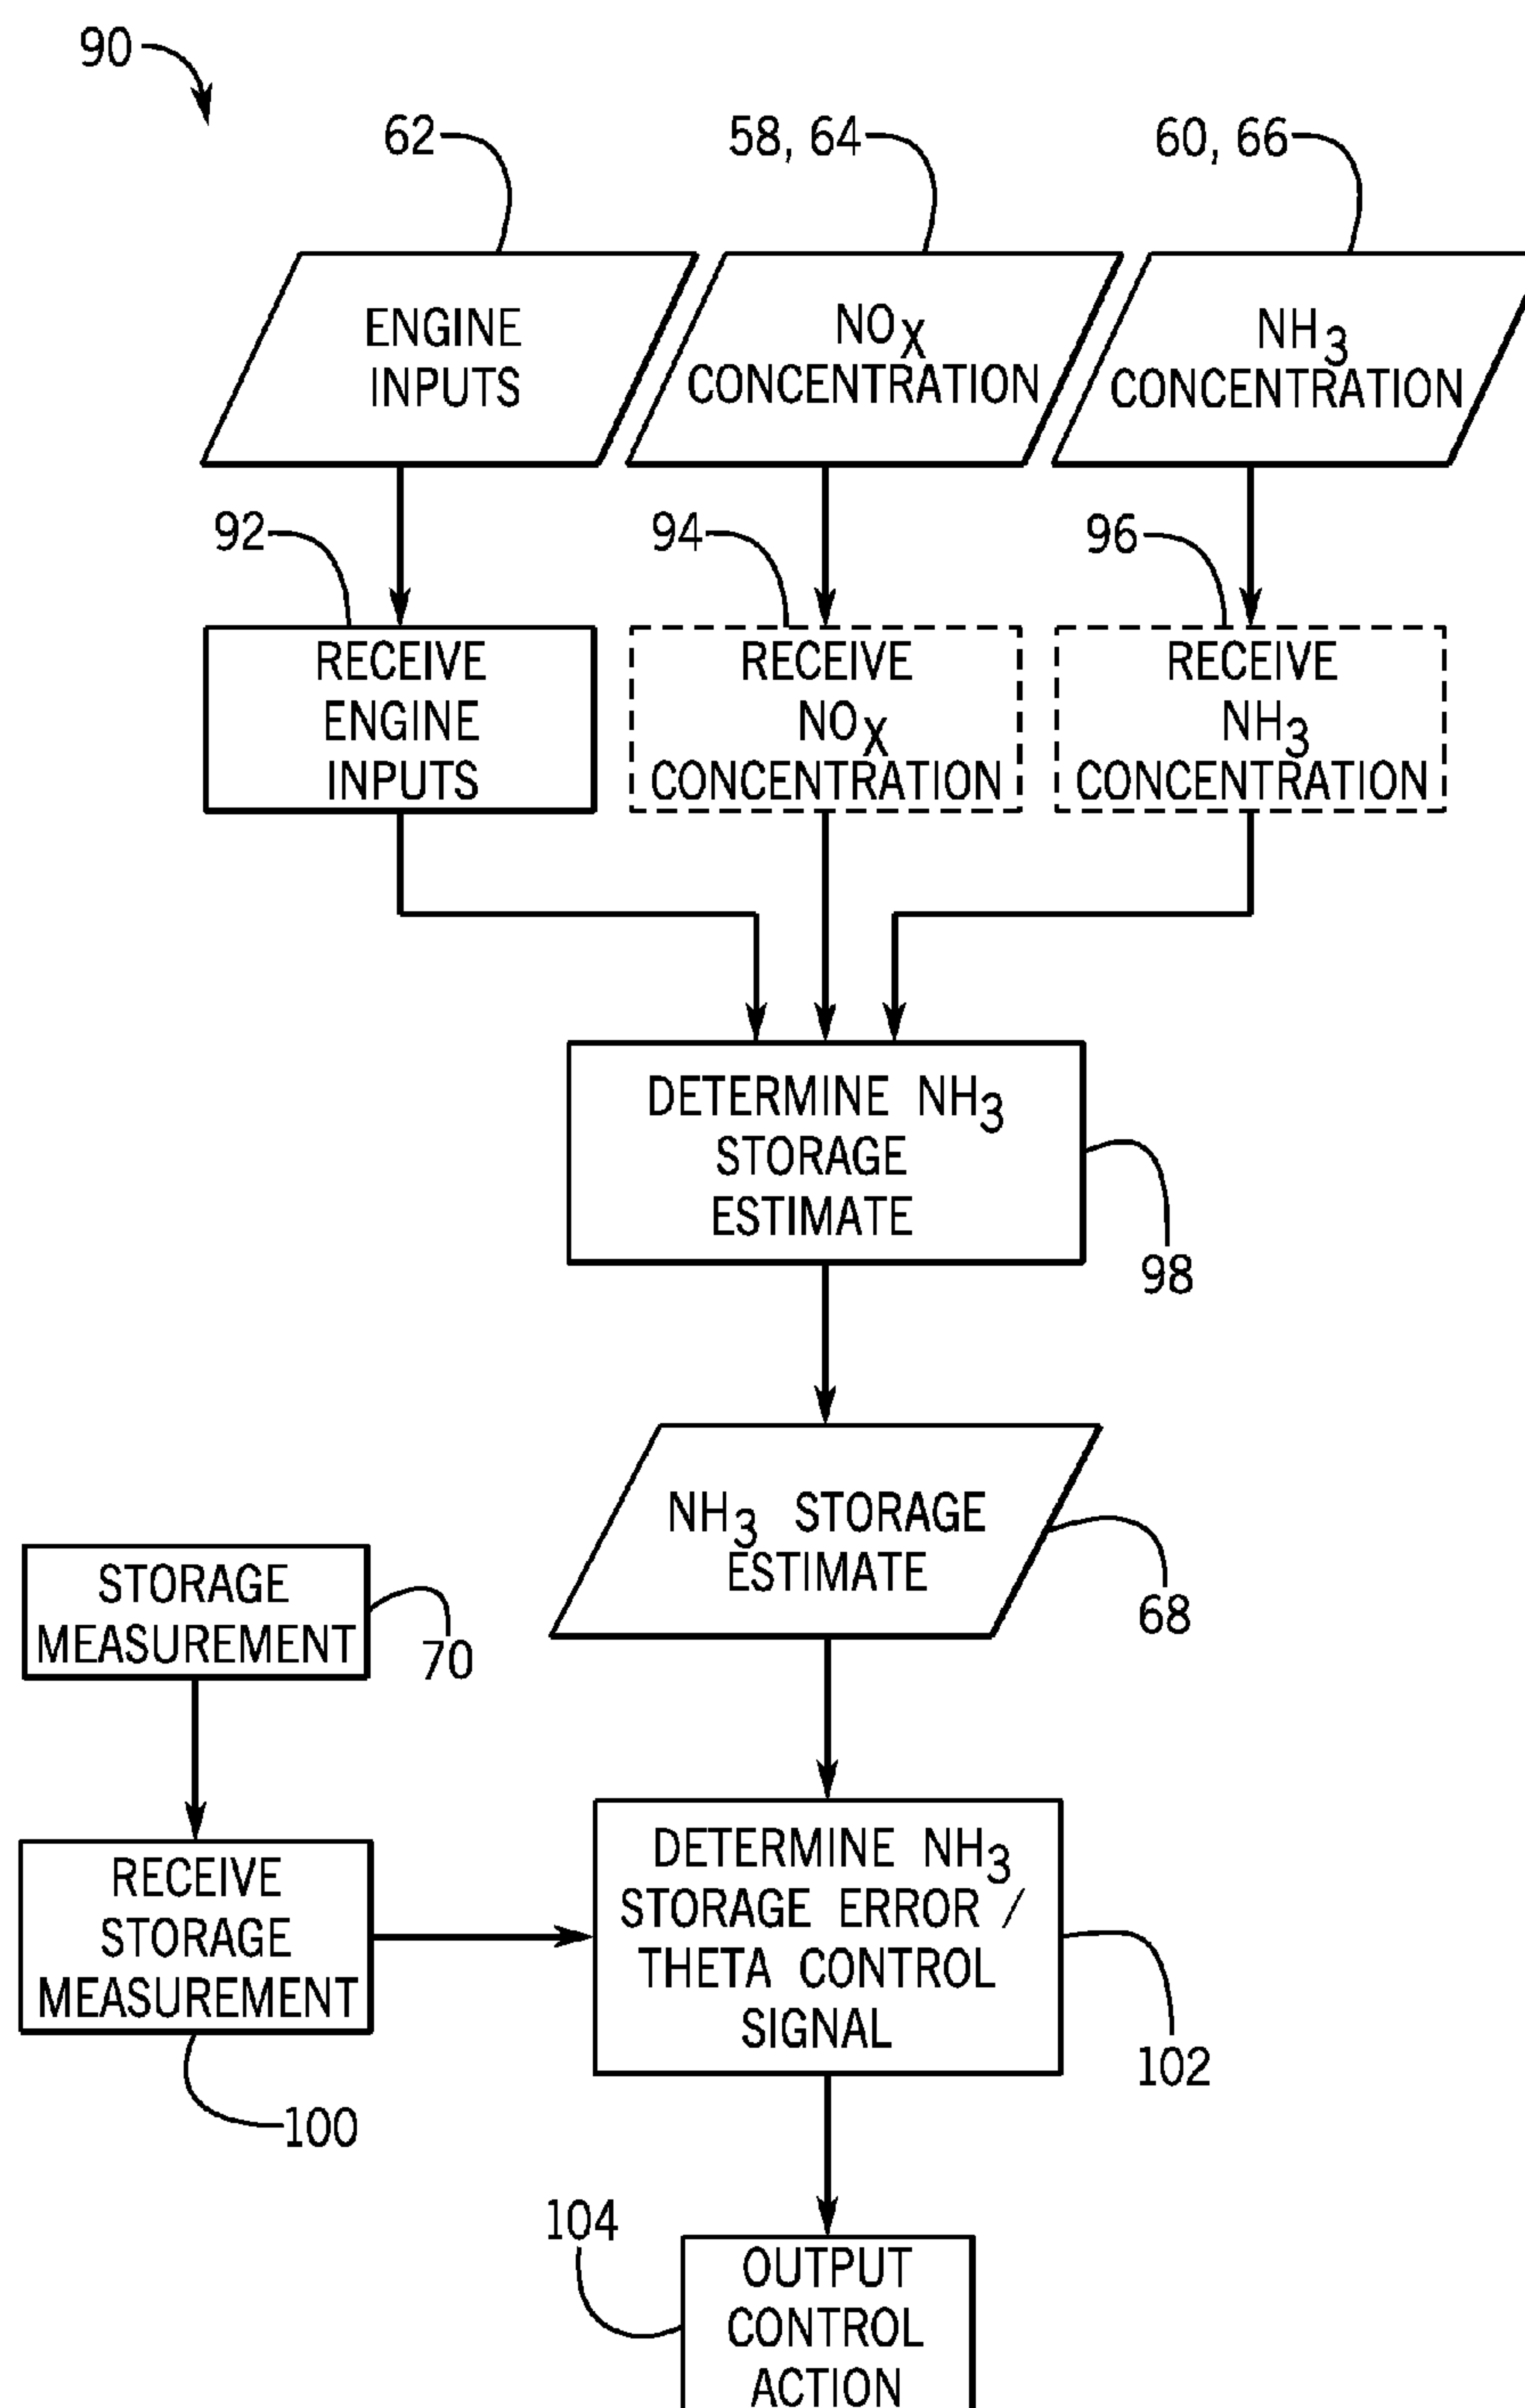 90
62
58, 64
60, 66
ENGINE
INPUTS
NOX
CONCENTRATION
NH3
CONCENTRATION
92
94
96
RECEIVE
ENGINE
INPUTS
RECEIVE
NOX
CONCENTRATION
RECEIVE
NH3
CONCENTRATION
DETERMINE NH3
STORAGE
ESTIMATE
98
NH3 STORAGE
ESTIMATE
68
STORAGE
MEASUREMENT
70
RECEIVE
STORAGE
MEASUREMENT
100
DETERMINE NH3
STORAGE ERROR /
THETA CONTROL
SIGNAL
102
104
OUTPUT
CONTROL
ACTION